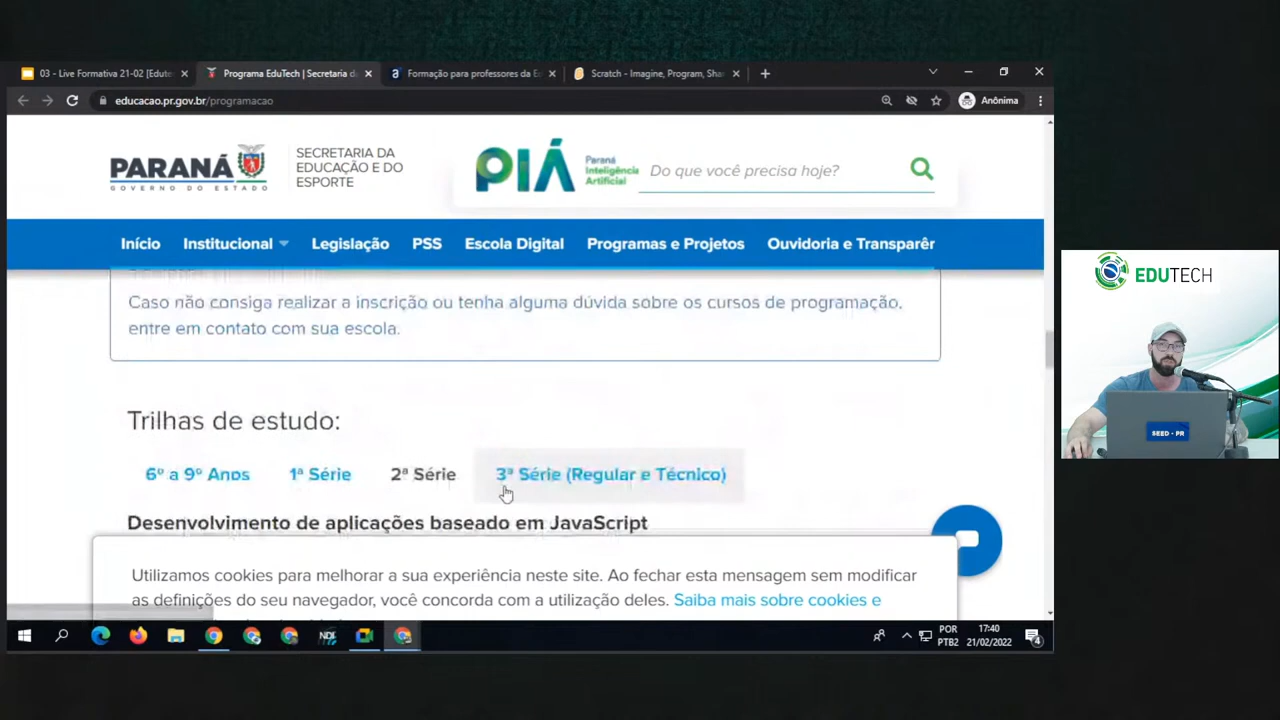 03 - Live Formativa 21-02 [Edute
Programa EduTech | Secretaria da
Formação para professores da E
Scratch - Imagine, Program, Shar
educacao.pr.gov.br/programacao
Anônima
PARANÁ
GOVERNO DO ESTADO
SECRETARIA DA
EDUCAÇÃO E DO
ESPORTE
PIÁ
Paraná
Inteligência
Artificial
Do que você precisa hoje?
Início
Institucional
Legislação
PSS
Escola Digital
Programas e Projetos
Ouvidoria e Transparên
Caso não consiga realizar a inscrição ou tenha alguma dúvida sobre os cursos de programação,
entre em contato com sua escola.
Trilhas de estudo:
6º a 9º Anos
1ª Série
2ª Série
3ª Série (Regular e Técnico)
Desenvolvimento de aplicações baseado em JavaScript
Utilizamos cookies para melhorar a sua experiência neste site. Ao fechar esta mensagem sem modificar
as definições do seu navegador, você concorda com a utilização deles. Saiba mais sobre cookies e
EDUTECH
SEED - PR
NDI
POR
PTB2
17:40
21/02/2022
4